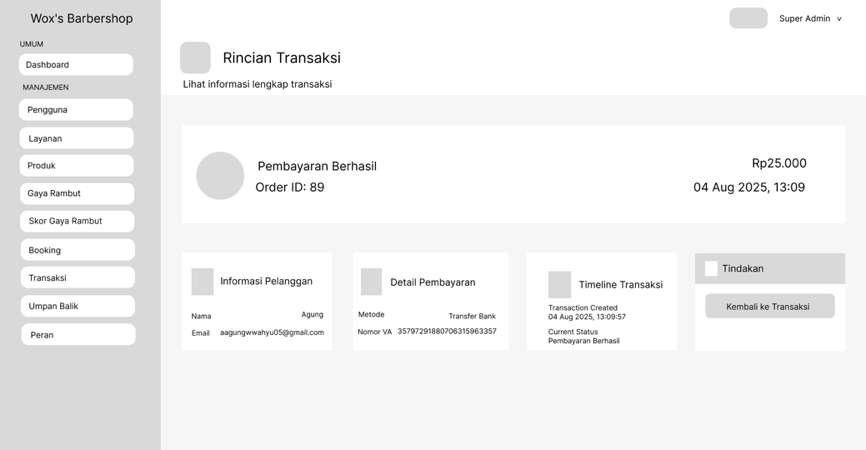 Wox's Barbershop
UMUM
Dashboard
MANAJEMEN
Pengguna
Layanan
Produk
Gaya Rambut
Skor Gaya Rambut
Booking
Transaksi
Umpan Balik
Peran
Super Admin v
Rincian Transaksi
Lihat informasi lengkap transaksi
Pembayaran Berhasil
Order ID: 89
Rp25.000
04 Aug 2025, 13:09
Informasi Pelanggan
Nama Agung
Email aagungwwahyu05@gmail.com
Detail Pembayaran
Metode Transfer Bank
Nomor VA 35797291880706315963357
Timeline Transaksi
Transaction Created
04 Aug 2025, 13:09:57
Current Status
Pembayaran Berhasil
Tindakan
Kembali ke Transaksi